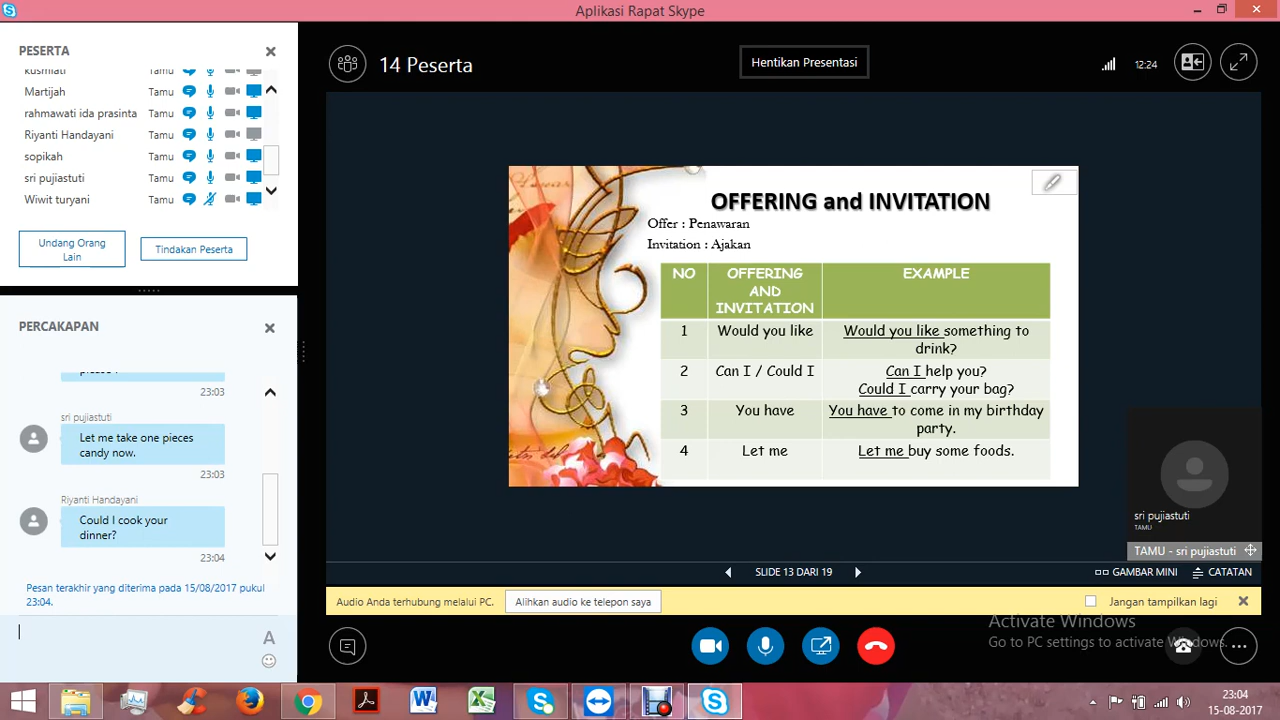 Aplikasi Rapat Skype
PESERTA
kusmiati Tamu
Martijah Tamu
rahmawati ida prasinta Tamu
Riyanti Handayani Tamu
sopikah Tamu
sri pujiastuti Tamu
Wiwit turyani Tamu
Undang Orang
Lain
Tindakan Peserta
PERCAKAPAN
23:03
sri pujiastuti
Let me take one pieces
candy now.
23:03
Riyanti Handayani
Could I cook your
dinner?
23:04
Pesan terakhir yang diterima pada 15/08/2017 pukul
23:04.
A
14 Peserta
Hentikan Presentasi
12:24
OFFERING and INVITATION
Offer : Penawaran
Invitation : Ajakan
NO
OFFERING
AND
INVITATION
EXAMPLE
1
Would you like
Would you like something to
drink?
2
Can I / Could I
Can I help you?
Could I carry your bag?
3
You have
You have to come in my birthday
party.
4
Let me
Let me buy some foods.
sri pujiastuti
TAMU
TAMU - sri pujiastuti
SLIDE 13 DARI 19
GAMBAR MINI
CATATAN
Audio Anda terhubung melalui PC.
Alihkan audio ke telepon saya
Jangan tampilkan lagi
Activate Windows
Go to PC settings to activate Windows.
23:04
15-08-2017